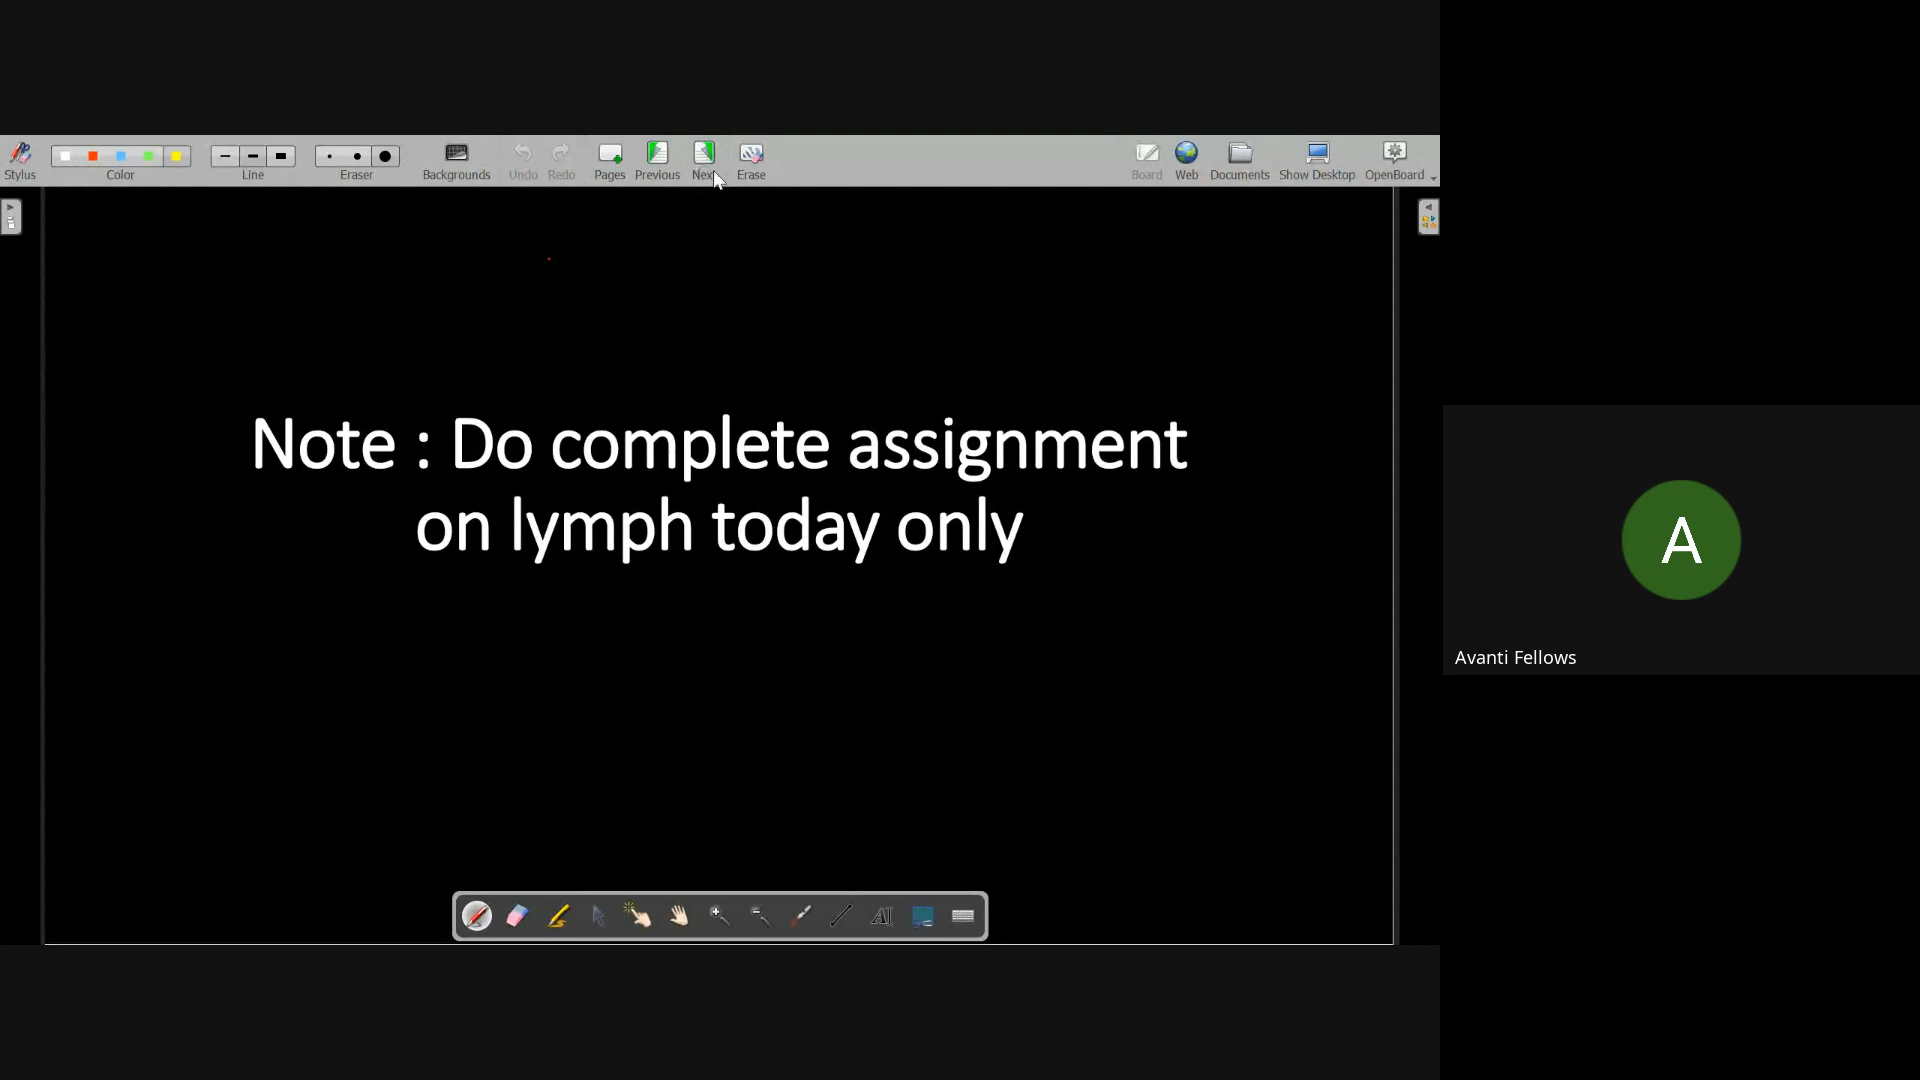 Stylus Color Line Eraser Backgrounds Undo Redo Pages Previous Next Erase Board Web Documents Show Desktop OpenBoard
Note : Do complete assignment
on lymph today only
A
Avanti Fellows